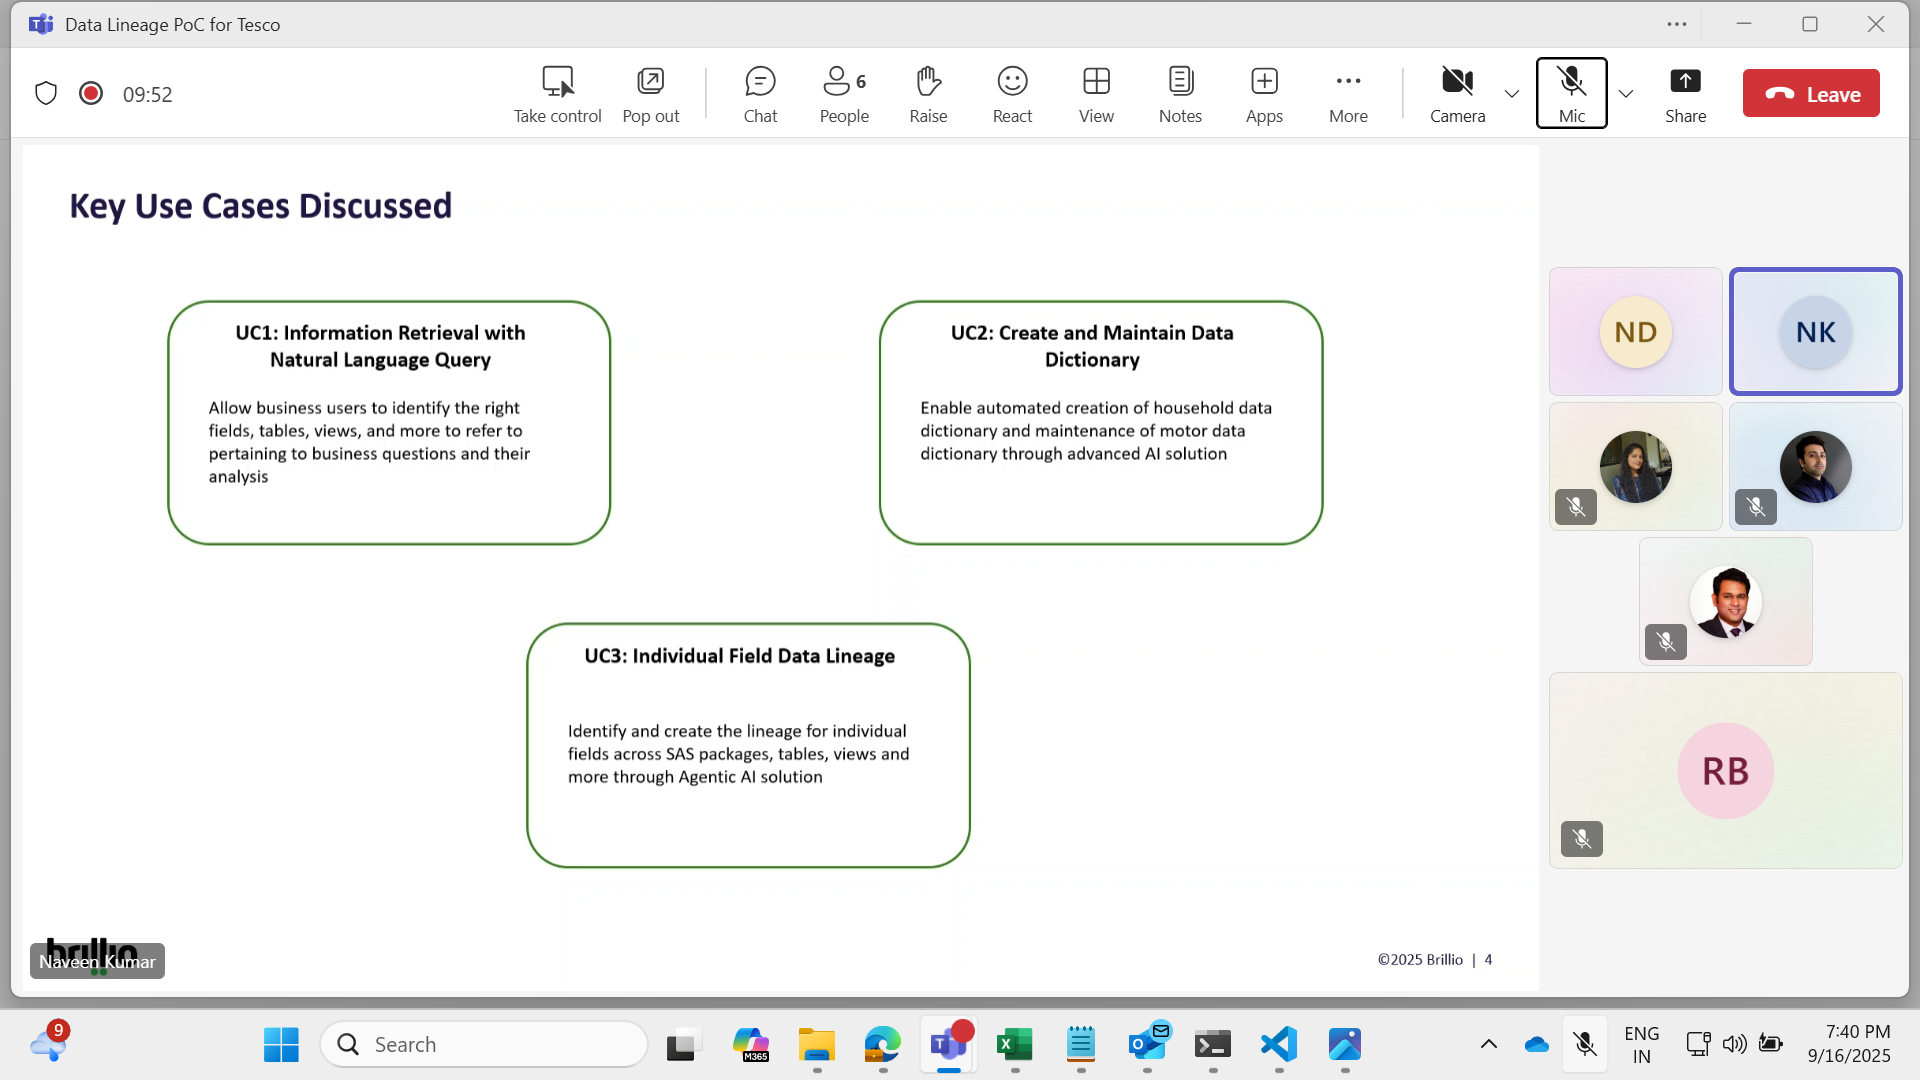 Data Lineage PoC for Tesco
09:52
Take control
Pop out
Chat
6
People
Raise
React
View
Notes
Apps
More
Camera
Mic
Share
Leave
Key Use Cases Discussed
UC1: Information Retrieval with
Natural Language Query
Allow business users to identify the right
fields, tables, views, and more to refer to
pertaining to business questions and their
analysis
UC2: Create and Maintain Data
Dictionary
Enable automated creation of household data
dictionary and maintenance of motor data
dictionary through advanced AI solution
UC3: Individual Field Data Lineage
Identify and create the lineage for individual
fields across SAS packages, tables, views and
more through Agentic AI solution
brillio
Naveen Kumar
©2025 Brillio | 4
ND
NK
RB
9
Search
M365
ENG
IN
7:40 PM
9/16/2025